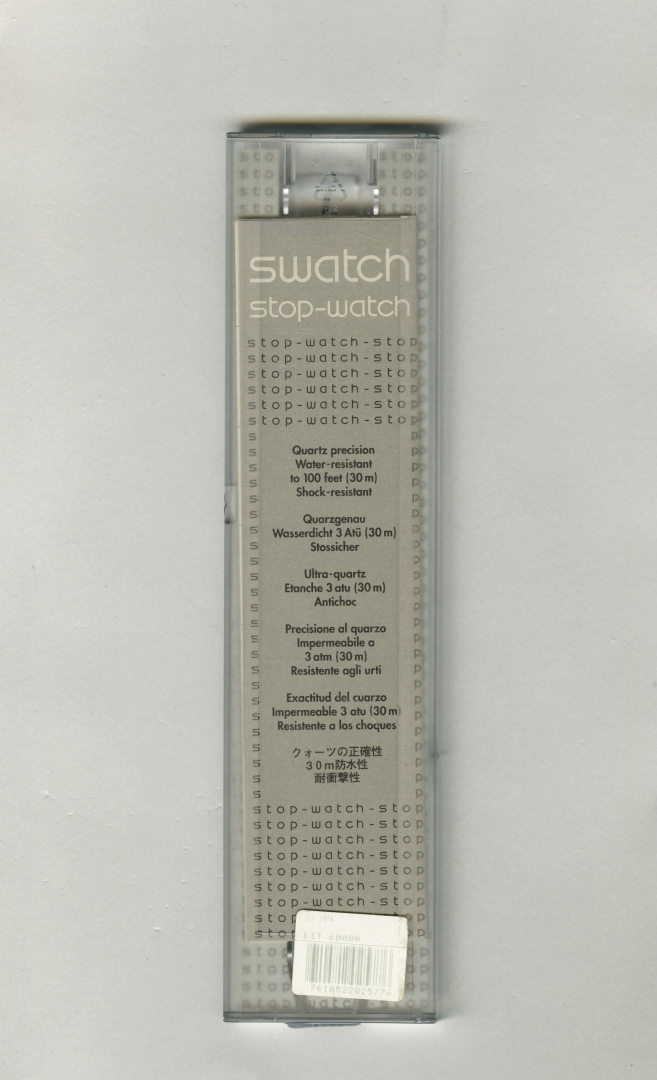 swatch
stop-watch
stop-watch-stop
stop-watch-stop
stop-watch-stop
stop-watch-stop
stop-watch-stop
stop-watch-stop
Quartz precision
Water-resistant
to 100 feet (30 m)
Shock-resistant
Quarzgenau
Wasserdicht 3 Atü (30 m)
Stossicher
Ultra-quartz
Etanche 3 atu (30 m)
Antichoc
Precisione al quarzo
Impermeabile a
3 atm (30 m)
Resistente agli urti
Exactitud del cuarzo
Impermeable 3 atu (30 m)
Resistente a los choques
クォーツの正確性
30m防水性
耐衝撃性
stop-watch-stop
stop-watch-stop
stop-watch-stop
stop-watch-stop
stop-watch-stop
stop-watch-stop
stop-watch-stop
stop
stop
LIT